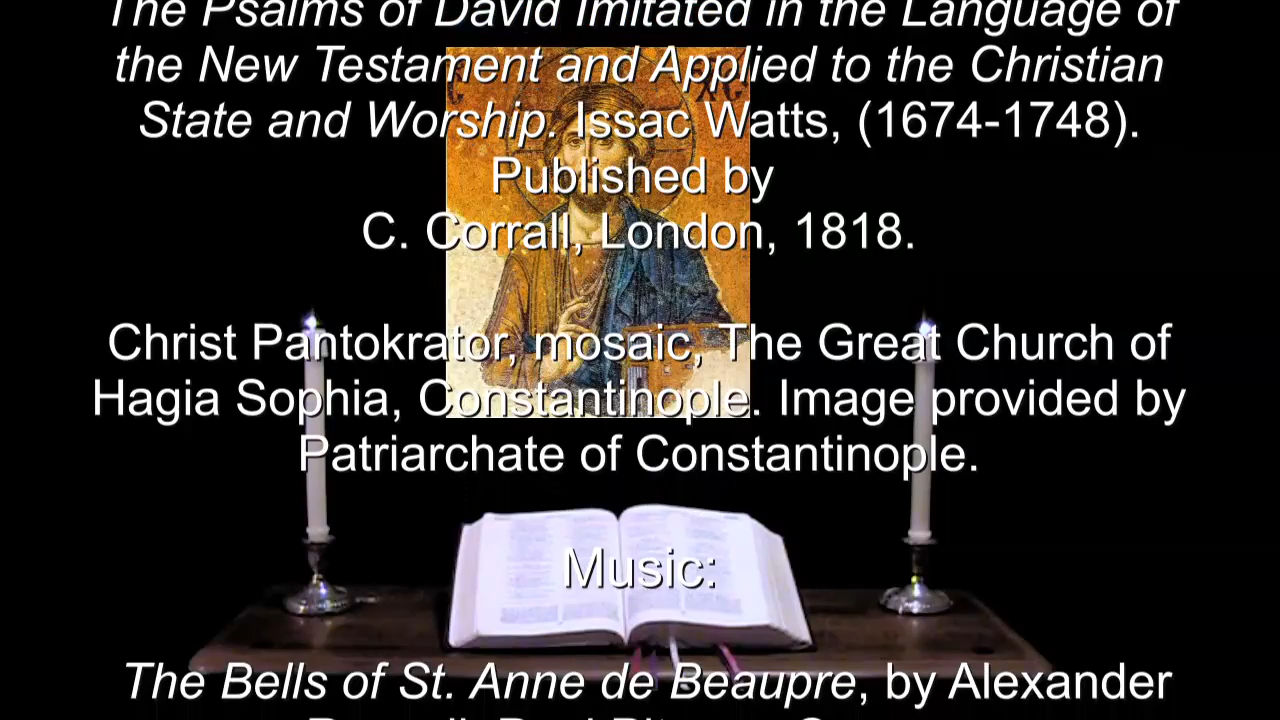 The Psalms of David Imitated in the Language of
the New Testament and Applied to the Christian
State and Worship. Issac Watts, (1674-1748).
Published by
C. Corrall, London, 1818.
Christ Pantokrator, mosaic, The Great Church of
Hagia Sophia, Constantinople. Image provided by
Patriarchate of Constantinople.
Music:
The Bells of St. Anne de Beaupre, by Alexander